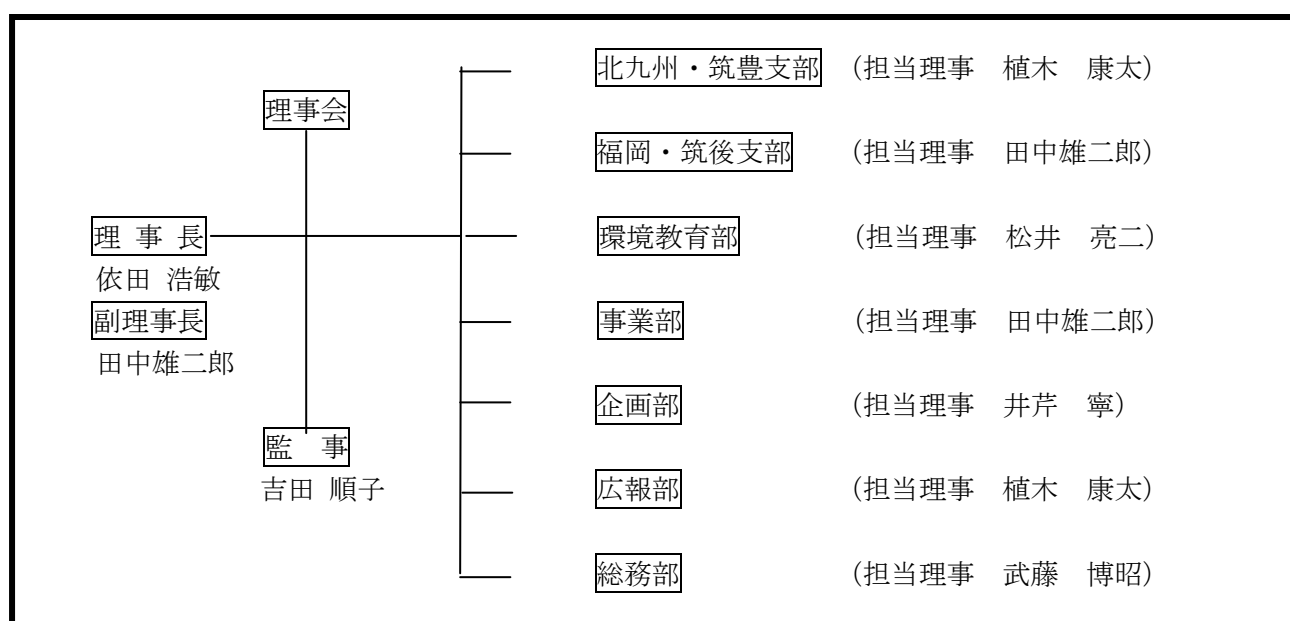 理事会
理 事 長
依田 浩敏
副理事長
田中雄二郎
監 事
吉田 順子
北九州・筑豊支部 (担当理事 植木 康太)
福岡・筑後支部 (担当理事 田中雄二郎)
環境教育部 (担当理事 松井 亮二)
事業部 (担当理事 田中雄二郎)
企画部 (担当理事 井芹 寧)
広報部 (担当理事 植木 康太)
総務部 (担当理事 武藤 博昭)